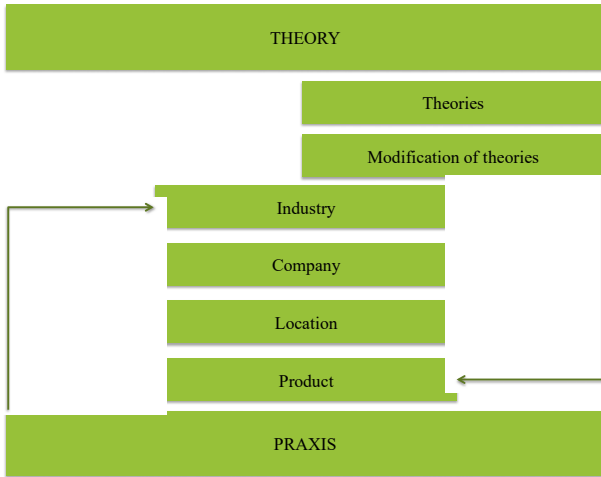 THEORY
Theories
Modification of theories
Industry
Company
Location
Product
PRAXIS